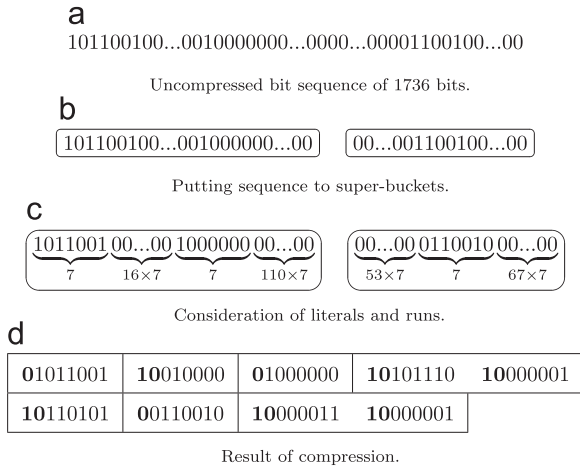 a
101100100...0010000000...0000...00001100100...00
Uncompressed bit sequence of 1736 bits.
b
101100100...001000000...00 00...001100100...00
Putting sequence to super-buckets.
c
1011001 00...00 1000000 00...00 00...00 0110010 00...00
7 16×7 7 110×7 53×7 7 67×7
Consideration of literals and runs.
d
01011001 10010000 01000000 10101110 10000001
10110101 00110010 10000011 10000001
Result of compression.